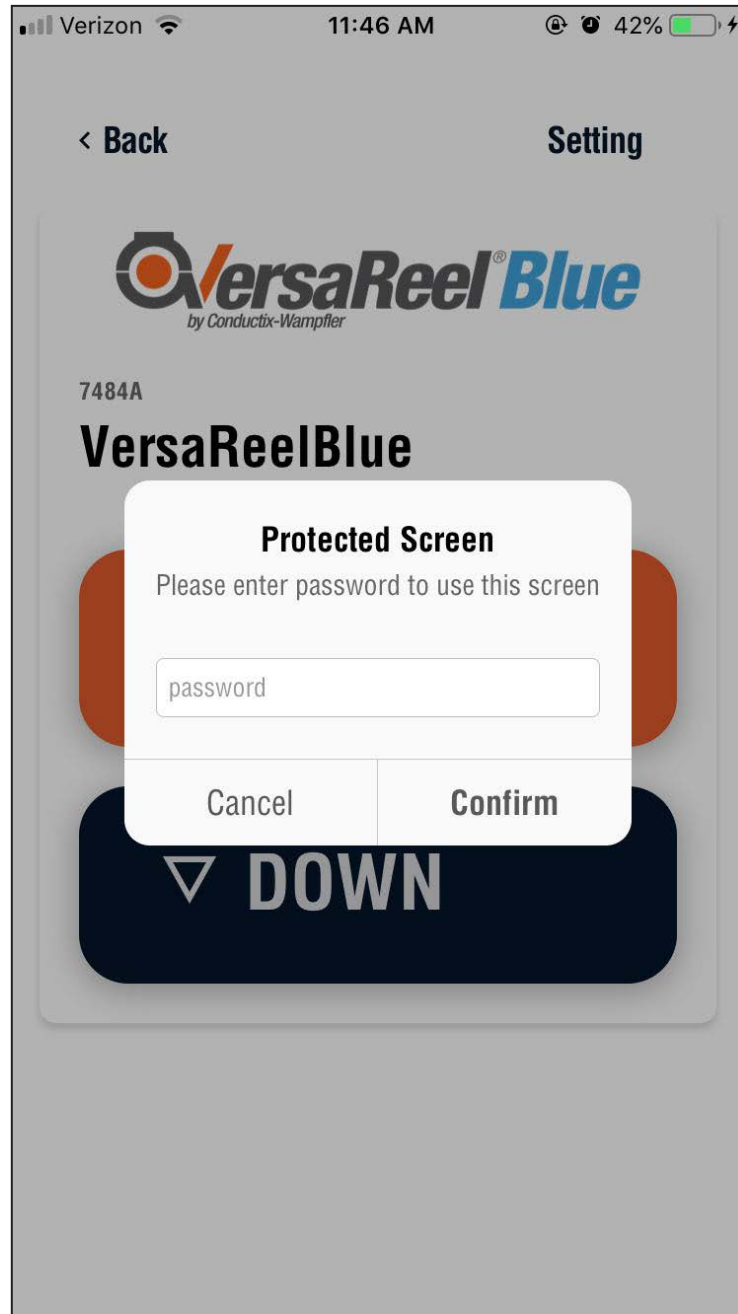 Verizon 11:46 AM 42%
< Back Setting
VersaReel® Blue
by Conductix-Wampfler
7484A
VersaReelBlue
Protected Screen
Please enter password to use this screen
password
Cancel Confirm
▽ DOWN